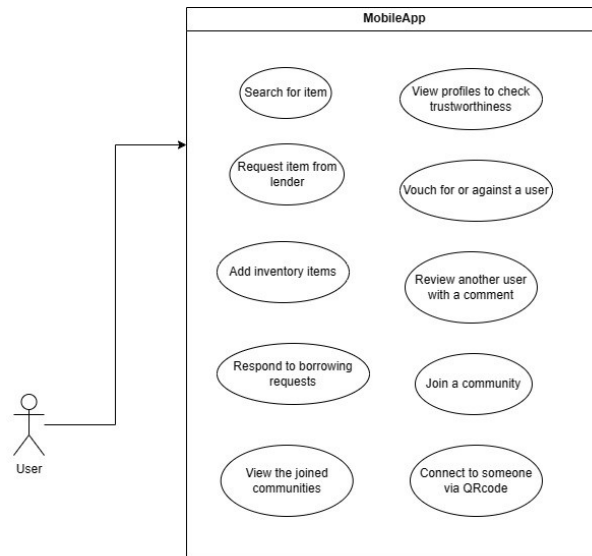 MobileApp
Search for item
View profiles to check
trustworthiness
Request item from
lender
Vouch for or against a user
Add inventory items
Review another user
with a comment
Respond to borrowing
requests
Join a community
User
View the joined
communities
Connect to someone
via QRcode